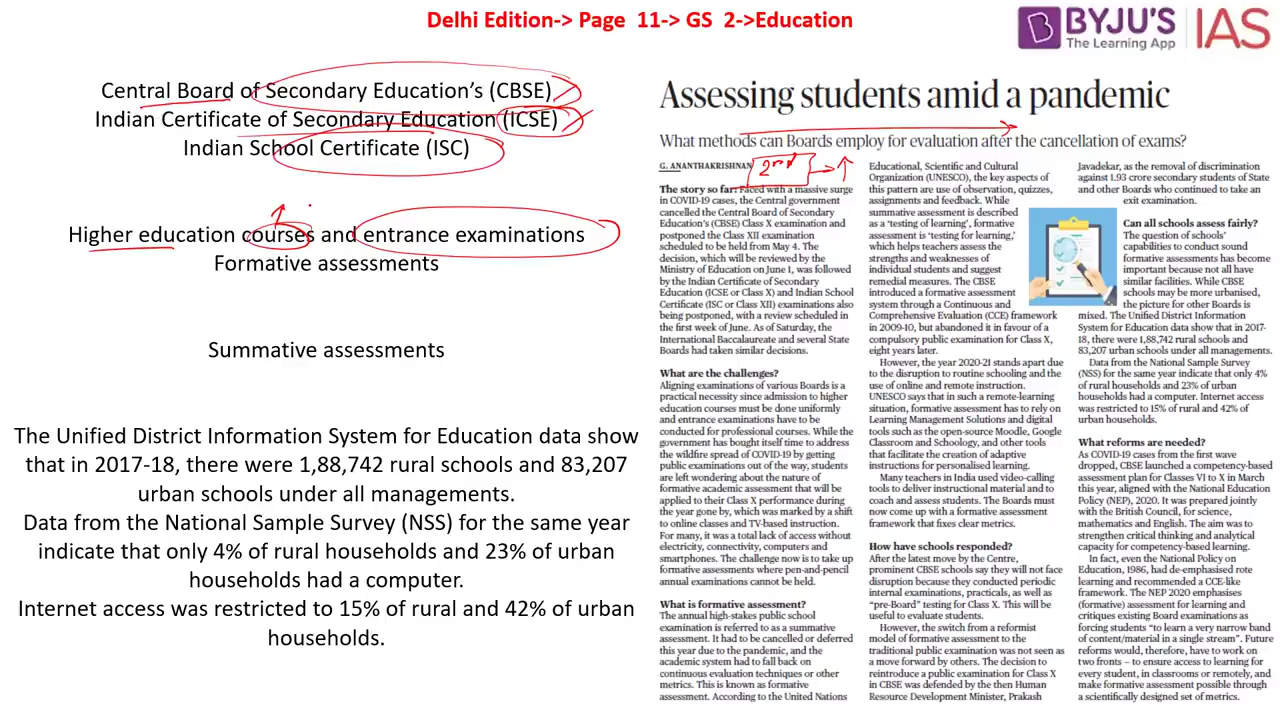 Delhi Edition-> Page 11-> GS 2->Education
BYJU'S
The Learning App
IAS
Central Board of Secondary Education's (CBSE)
Indian Certificate of Secondary Education (ICSE)
Indian School Certificate (ISC)
Higher education courses and entrance examinations
Formative assessments
Summative assessments
The Unified District Information System for Education data show
that in 2017-18, there were 1,88,742 rural schools and 83,207
urban schools under all managements.
Data from the National Sample Survey (NSS) for the same year
indicate that only 4% of rural households and 23% of urban
households had a computer.
Internet access was restricted to 15% of rural and 42% of urban
households.
Assessing students amid a pandemic
What methods can Boards employ for evaluation after the cancellation of exams?
G. ANANTHAKRISHNAN
2nd
The story so far: Faced with a massive surge
in COVID-19 cases, the Central government
cancelled the Central Board of Secondary
Education's (CBSE) Class X examination and
postponed the Class XII examination
scheduled to be held from May 4. The
decision, which will be reviewed by the
Ministry of Education on June 1, was followed
by the Indian Certificate of Secondary
Education (ICSE or Class X) and Indian School
Certificate (ISC or Class XII) examinations also
being postponed, with a review scheduled in
the first week of June. As of Saturday, the
International Baccalaureate and several State
Boards had taken similar decisions.
What are the challenges?
Aligning examinations of various Boards is a
practical necessity since admission to higher
education courses must be done uniformly
and entrance examinations have to be
conducted for professional courses. While the
government has bought itself time to address
the wildfire spread of COVID-19 by getting
public examinations out of the way, students
are left wondering about the nature of
formative academic assessment that will be
applied to their Class X performance during
the year gone by, which was marked by a shift
to online classes and TV-based instruction.
For many, it was a total lack of access without
electricity, connectivity, computers and
smartphones. The challenge now is to take up
formative assessments where pen-and-pencil
annual examinations cannot be held.
What is formative assessment?
The annual high-stakes public school
examination is referred to as a summative
assessment. It had to be cancelled or deferred
this year due to the pandemic, and the
academic system had to fall back on
continuous evaluation techniques or other
metrics. This is known as formative
assessment. According to the United Nations
Educational, Scientific and Cultural
Organization (UNESCO), the key aspects of
this pattern are use of observation, quizzes,
assignments and feedback. While
summative assessment is described
as a 'testing of learning', formative
assessment is 'testing for learning,'
which helps teachers assess the
strengths and weaknesses of
individual students and suggest
remedial measures. The CBSE
introduced a formative assessment
system through a Continuous and
Comprehensive Evaluation (CCE) framework
in 2009-10, but abandoned it in favour of a
compulsory public examination for Class X,
eight years later.
However, the year 2020-21 stands apart due
to the disruption to routine schooling and the
use of online and remote instruction.
UNESCO says that in such a remote-learning
situation, formative assessment has to rely on
Learning Management Solutions and digital
tools such as the open-source Moodle, Google
Classroom and Schoology, and other tools
that facilitate the creation of adaptive
instructions for personalised learning.
Many teachers in India used video-calling
tools to deliver instructional material and to
coach and assess students. The Boards must
now come up with a formative assessment
framework that fixes clear metrics.
How have schools responded?
After the latest move by the Centre,
prominent CBSE schools say they will not face
disruption because they conducted periodic
internal examinations, practicals, as well as
"pre-Board" testing for Class X. This will be
useful to evaluate students.
However, the switch from a reformist
model of formative assessment to the
traditional public examination was not seen as
a move forward by others. The decision to
reintroduce a public examination for Class X
in CBSE was defended by the then Human
Resource Development Minister, Prakash
Javadekar, as the removal of discrimination
against 1.93 crore secondary students of State
and other Boards who continued to take an
exit examination.
Can all schools assess fairly?
The question of schools'
capabilities to conduct sound
formative assessments has become
important because not all have
similar facilities. While CBSE
schools may be more urbanised,
the picture for other Boards is
mixed. The Unified District Information
System for Education data show that in 2017-
18, there were 1,88,742 rural schools and
83,207 urban schools under all managements.
Data from the National Sample Survey
(NSS) for the same year indicate that only 4%
of rural households and 23% of urban
households had a computer. Internet access
was restricted to 15% of rural and 42% of
urban households.
What reforms are needed?
As COVID-19 cases from the first wave
dropped, CBSE launched a competency-based
assessment plan for Classes VI to X in March
this year, aligned with the National Education
Policy (NEP), 2020. It was prepared jointly
with the British Council, for science,
mathematics and English. The aim was to
strengthen critical thinking and analytical
capacity for competency-based learning.
In fact, even the National Policy on
Education, 1986, had de-emphasised rote
learning and recommended a CCE-like
framework. The NEP 2020 emphasises
(formative) assessment for learning and
critiques existing Board examinations as
forcing students "to learn a very narrow band
of content/material in a single stream". Future
reforms would, therefore, have to work on
two fronts – to ensure access to learning for
every student, in classrooms or remotely, and
make formative assessment possible through
a scientifically designed set of metrics.